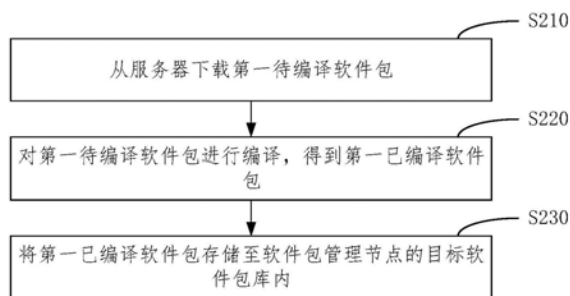 S210
从服务器下载第一待编译软件包
S220
对第一待编译软件包进行编译，得到第一已编译软件
包
S230
将第一已编译软件包存储至软件包管理节点的目标软
件包库内